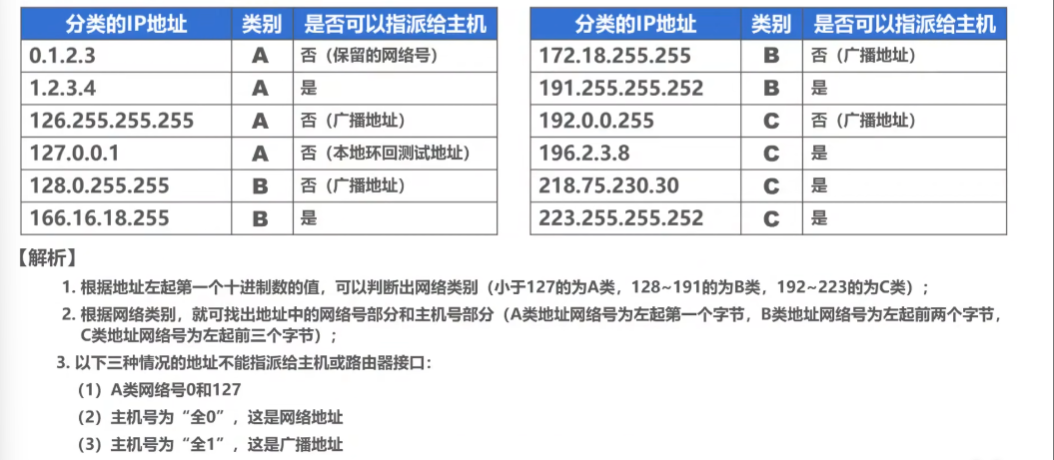 分类的IP地址 类别 是否可以指派给主机
0.1.2.3 A 否（保留的网络号）
1.2.3.4 A 是
126.255.255.255 A 否（广播地址）
127.0.0.1 A 否（本地环回测试地址）
128.0.255.255 B 否（广播地址）
166.16.18.255 B 是
分类的IP地址 类别 是否可以指派给主机
172.18.255.255 B 否（广播地址）
191.255.255.252 B 是
192.0.0.255 C 否（广播地址）
196.2.3.8 C 是
218.75.230.30 C 是
223.255.255.252 C 是
【解析】
1. 根据地址左起第一个十进制数的值，可以判断出网络类别（小于127的为A类，128~191的为B类，192~223的为C类）；
2. 根据网络类别，就可找出地址中的网络号部分和主机号部分（A类地址网络号为左起第一个字节，B类地址网络号为左起前两个字节，
C类地址网络号为左起前三个字节）；
3. 以下三种情况的地址不能指派给主机或路由器接口：
（1）A类网络号0和127
（2）主机号为“全0”，这是网络地址
（3）主机号为“全1”，这是广播地址